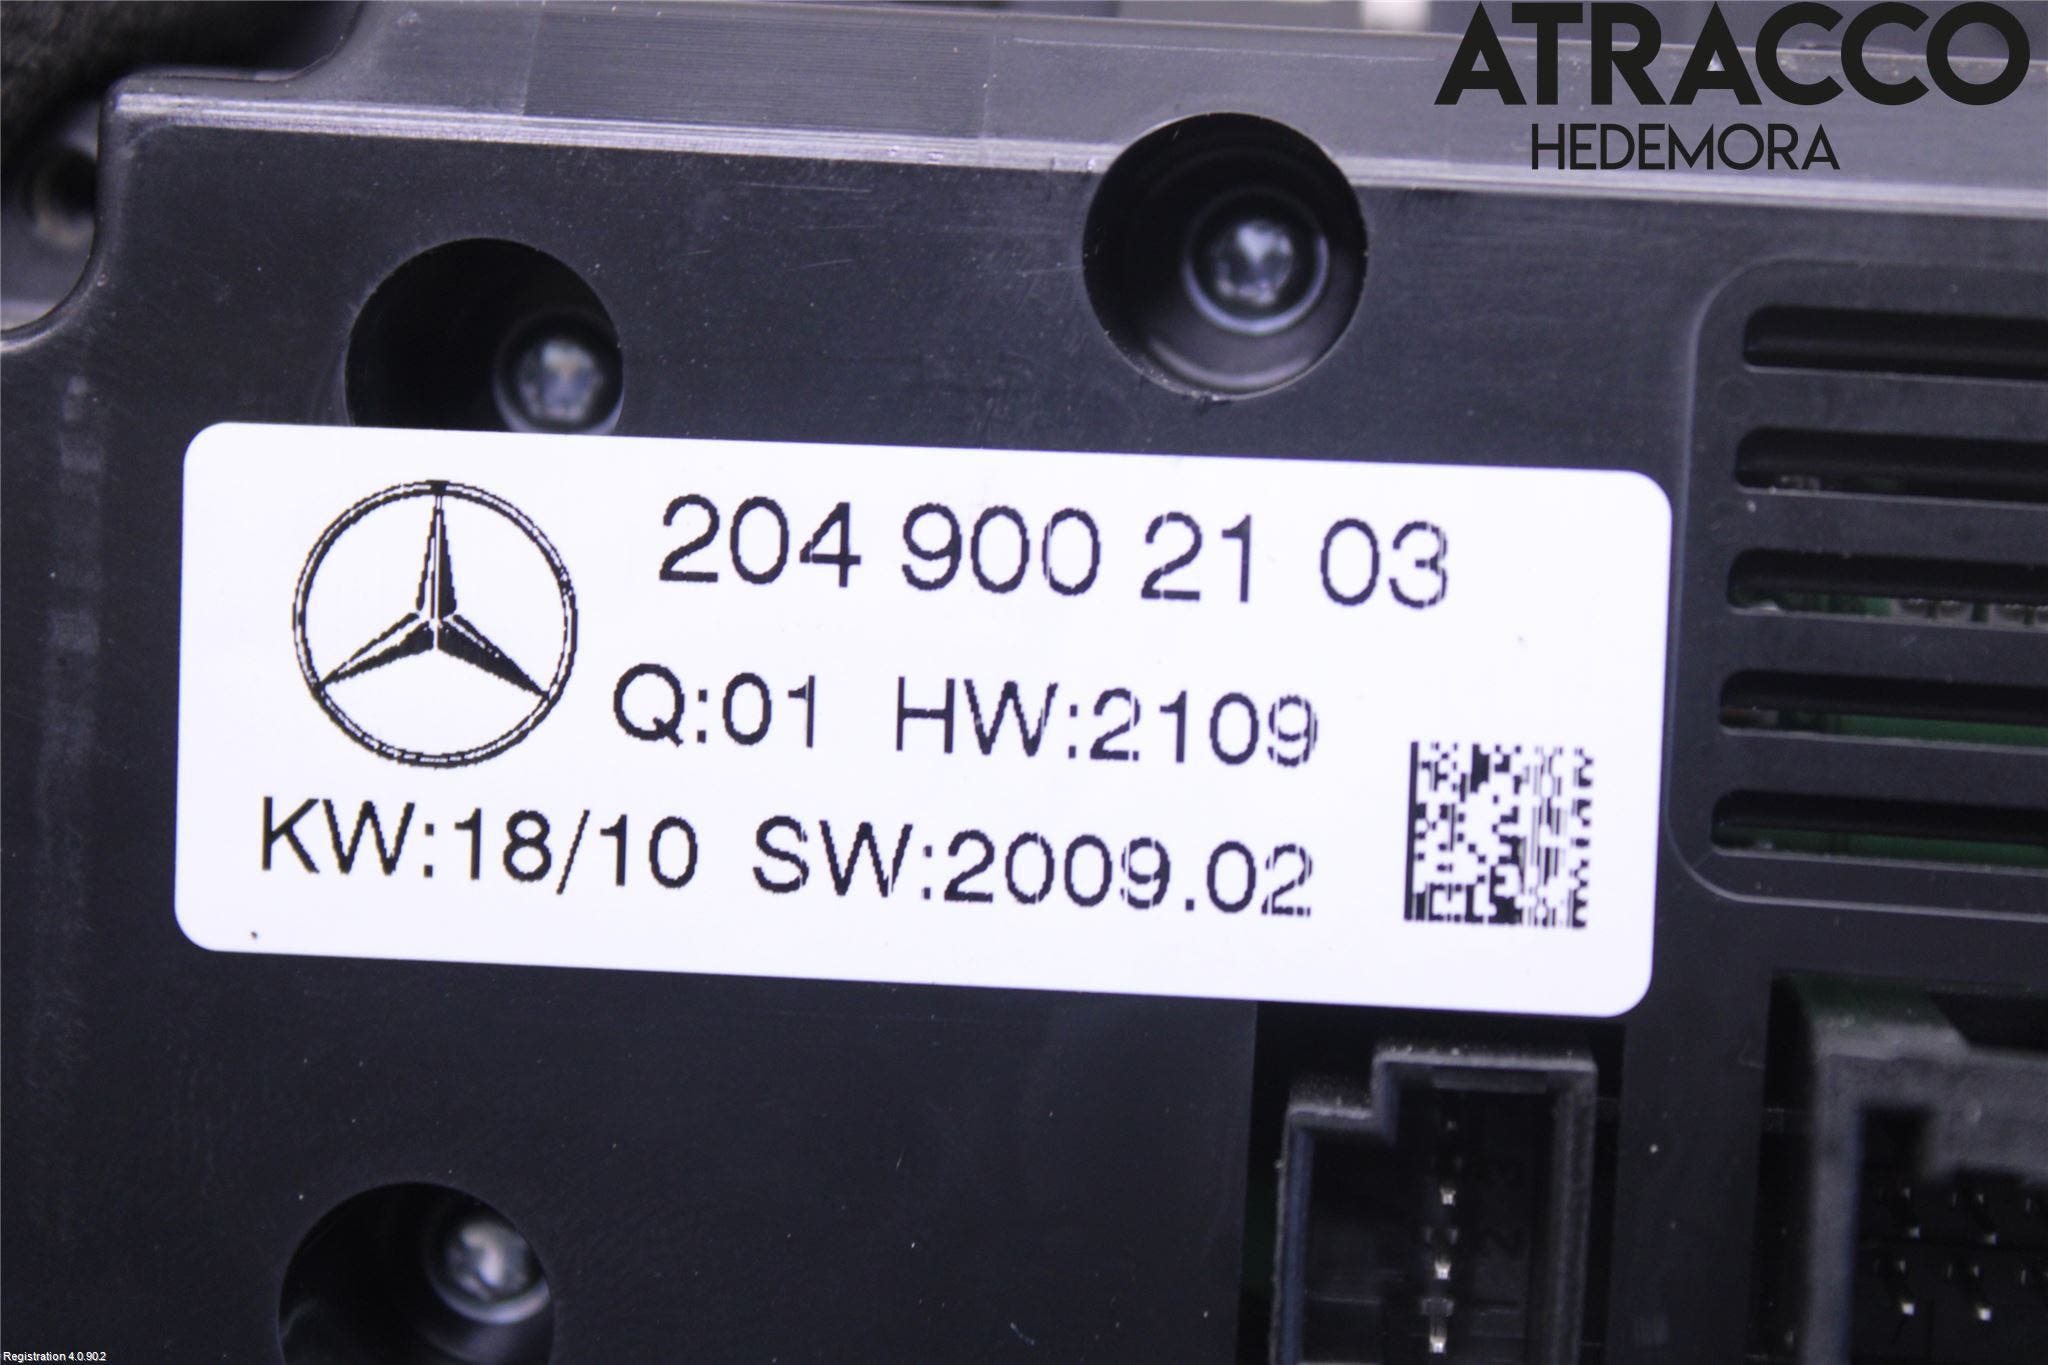 ATRACCO
HEDEMORA
204 900 21 03
Q:01 HW:2109
KW:18/10 SW:2009.02
Registration 4.0.90.2